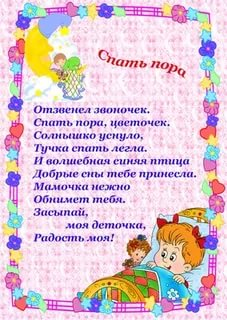 Спать пора
Отзвенел звоночек.
Спать пора, цветочек.
Солнышко уснуло,
Тучка спать легла.
И волшебная синяя птица
Добрые сны тебе принесла.
Мамочка нежно
Обнимет тебя.
Засыпай,
моя деточка,
Радость моя!